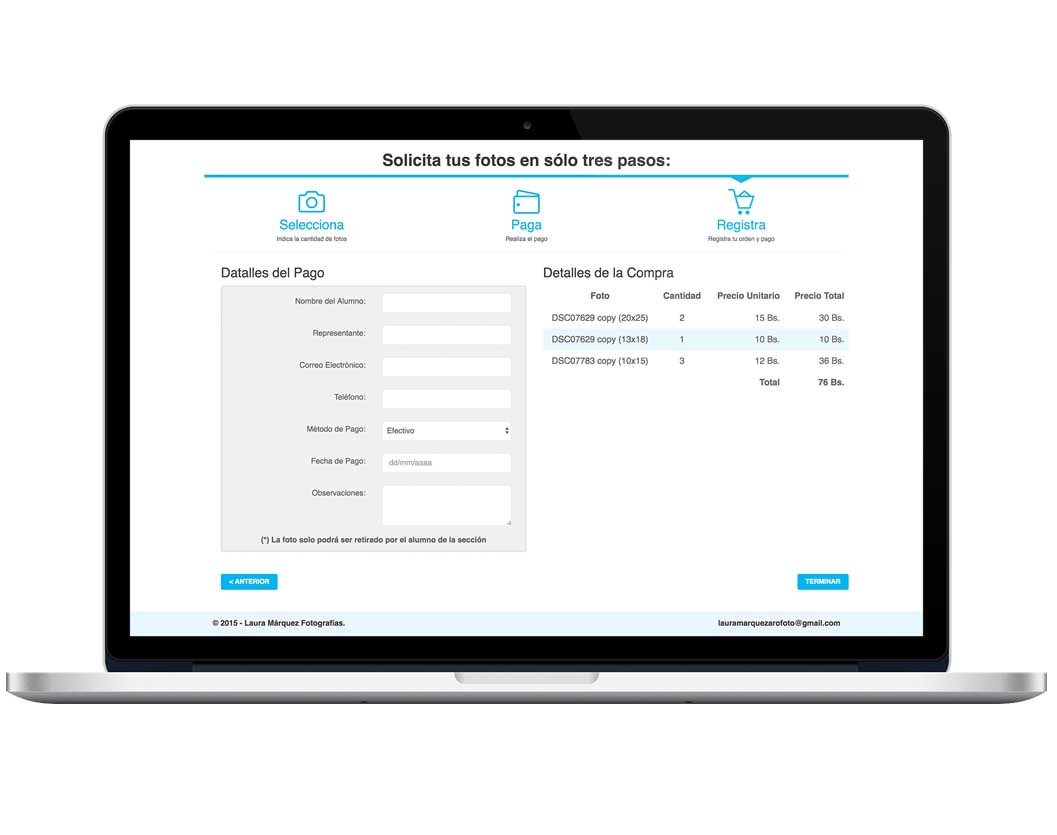 Solicita tus fotos en sólo tres pasos:
Selecciona
Indica la cantidad de fotos
Paga
Realiza el pago
Registra
Registra tu orden y pago
Datalles del Pago
Nombre del Alumno:
Representante:
Correo Electrónico:
Teléfono:
Método de Pago: Efectivo
Fecha de Pago: dd/mm/aaaa
Observaciones:
(*) La foto solo podrá ser retirado por el alumno de la sección
Detalles de la Compra
Foto Cantidad Precio Unitario Precio Total
DSC07629 copy (20x25) 2 15 Bs. 30 Bs.
DSC07629 copy (13x18) 1 10 Bs. 10 Bs.
DSC07783 copy (10x15) 3 12 Bs. 36 Bs.
Total 76 Bs.
< ANTERIOR
TERMINAR
© 2015 - Laura Márquez Fotografías.
lauramarquezarofoto@gmail.com